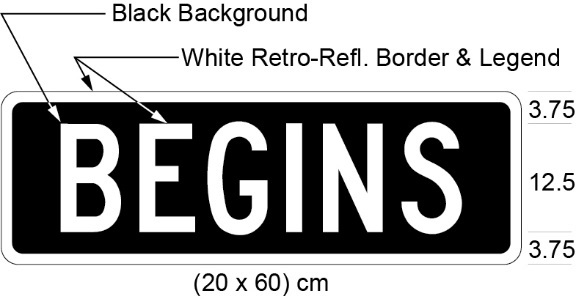 Black Background
White Retro-Refl. Border & Legend
3.75
BEGINS
12.5
3.75
(20 x 60) cm